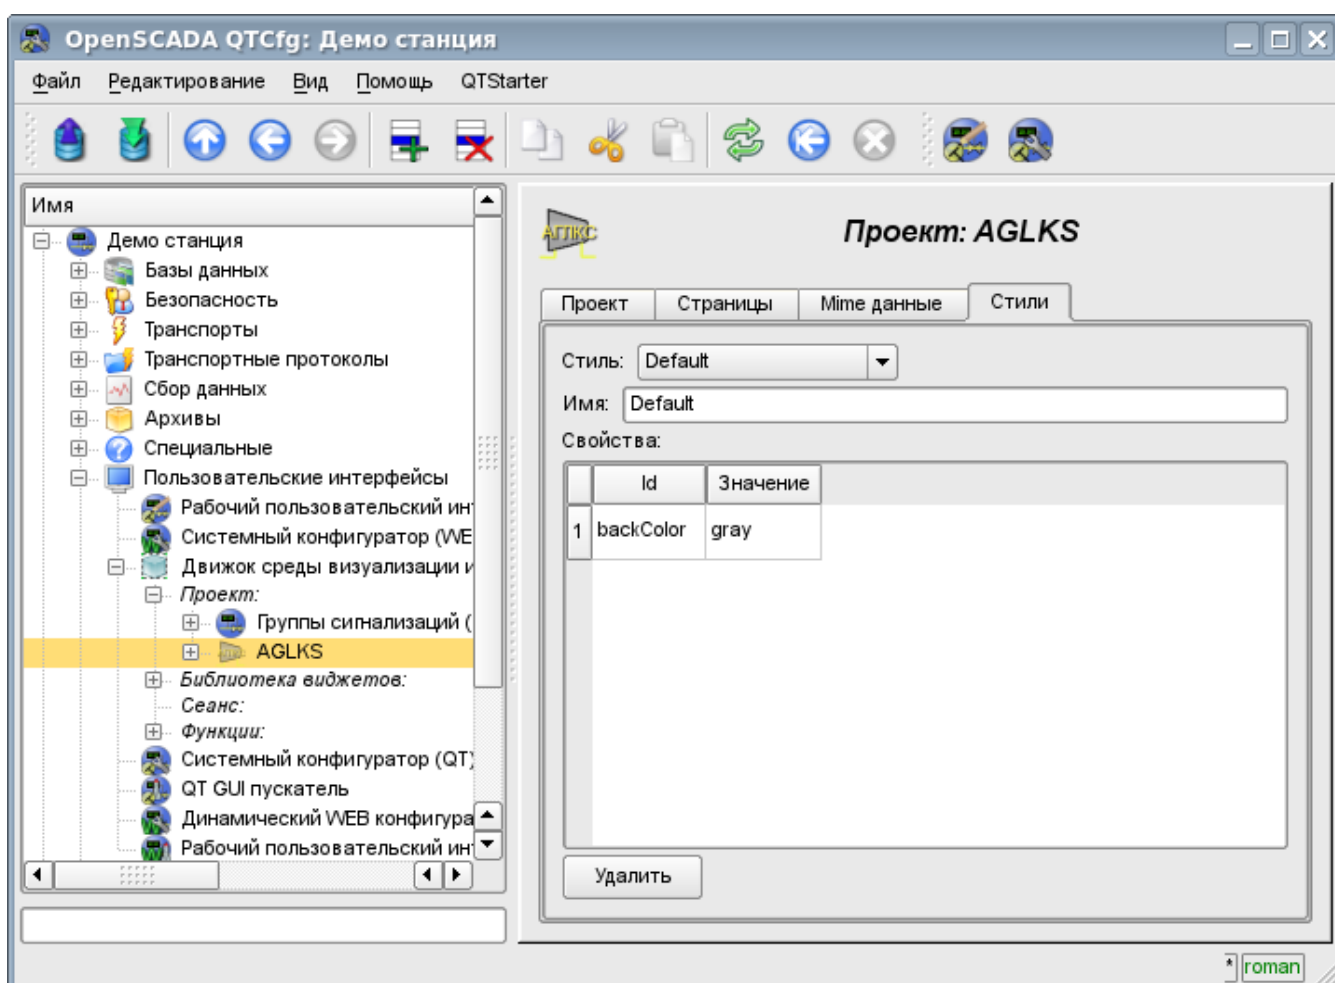 OpenSCADA QTCfg: Демо станция
Файл Редактирование Вид Помощь QTStarter
Имя
Демо станция
Базы данных
Безопасность
Транспорты
Транспортные протоколы
Сбор данных
Архивы
Специальные
Пользовательские интерфейсы
Рабочий пользовательский инт
Системный конфигуратор (WE
Движок среды визуализации и
Проект:
Группы сигнализаций (
AGLKS
Библиотека виджетов:
Сеанс:
Функции:
Системный конфигуратор (QT)
QT GUI пускатель
Динамический WEB конфигура
Рабочий пользовательский инт
АГЛКС
Проект: AGLKS
Проект Страницы Mime данные Стили
Стиль: Default
Имя: Default
Свойства:
Id Значение
1 backColor gray
Удалить
* roman